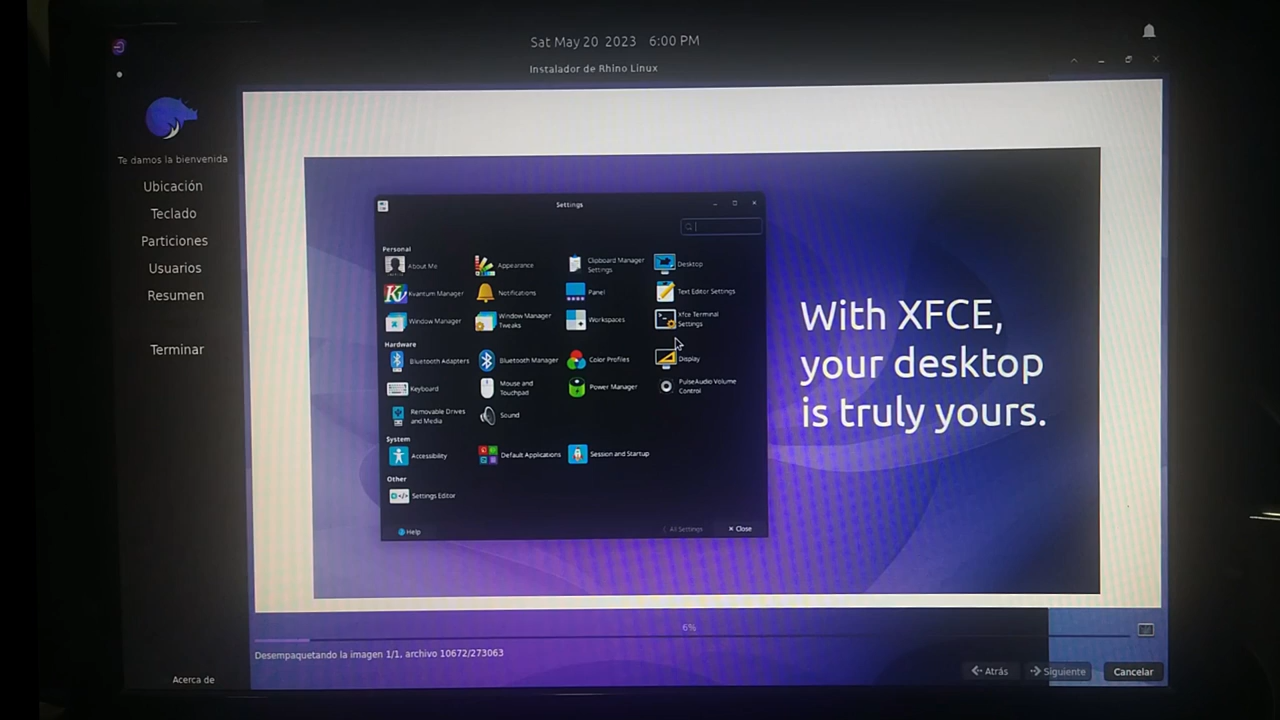 Sat May 20 2023 6:00 PM
Instalador de Rhino Linux
Te damos la bienvenida
Ubicación
Teclado
Particiones
Usuarios
Resumen
Terminar
Acerca de
Settings
Personal
About Me
Appearance
Clipboard Manager
Settings
Desktop
Kvantum Manager
Notifications
Panel
Text Editor Settings
Window Manager
Window Manager
Tweaks
Workspaces
Xfce Terminal
Settings
Hardware
Bluetooth Adapters
Bluetooth Manager
Color Profiles
Display
Keyboard
Mouse and
Touchpad
Power Manager
PulseAudio Volume
Control
Removable Drives
and Media
Sound
System
Accessibility
Default Applications
Session and Startup
Other
Settings Editor
Help
All Settings
Close
With XFCE,
your desktop
is truly yours.
6%
Desempaquetando la imagen 1/1, archivo 10672/273063
Atrás
Siguiente
Cancelar